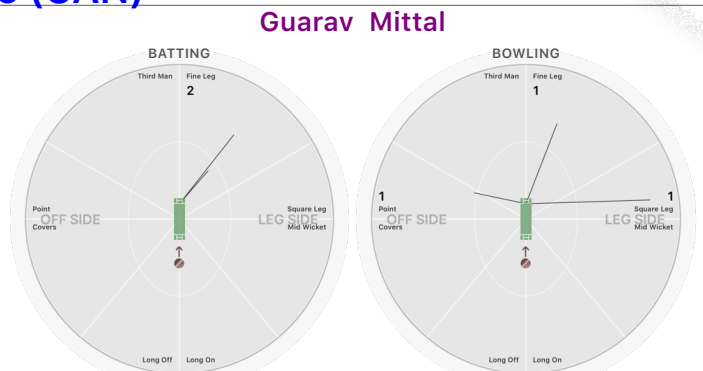 (CAN)
Guarav Mittal
BATTING
Third Man
Fine Leg
2
Point
OFF SIDE
Covers
Square Leg
LEG SIDE
Mid Wicket
Long Off
Long On
BOWLING
Third Man
Fine Leg
1
1
Point
OFF SIDE
Covers
1
Square Leg
LEG SIDE
Mid Wicket
Long Off
Long On